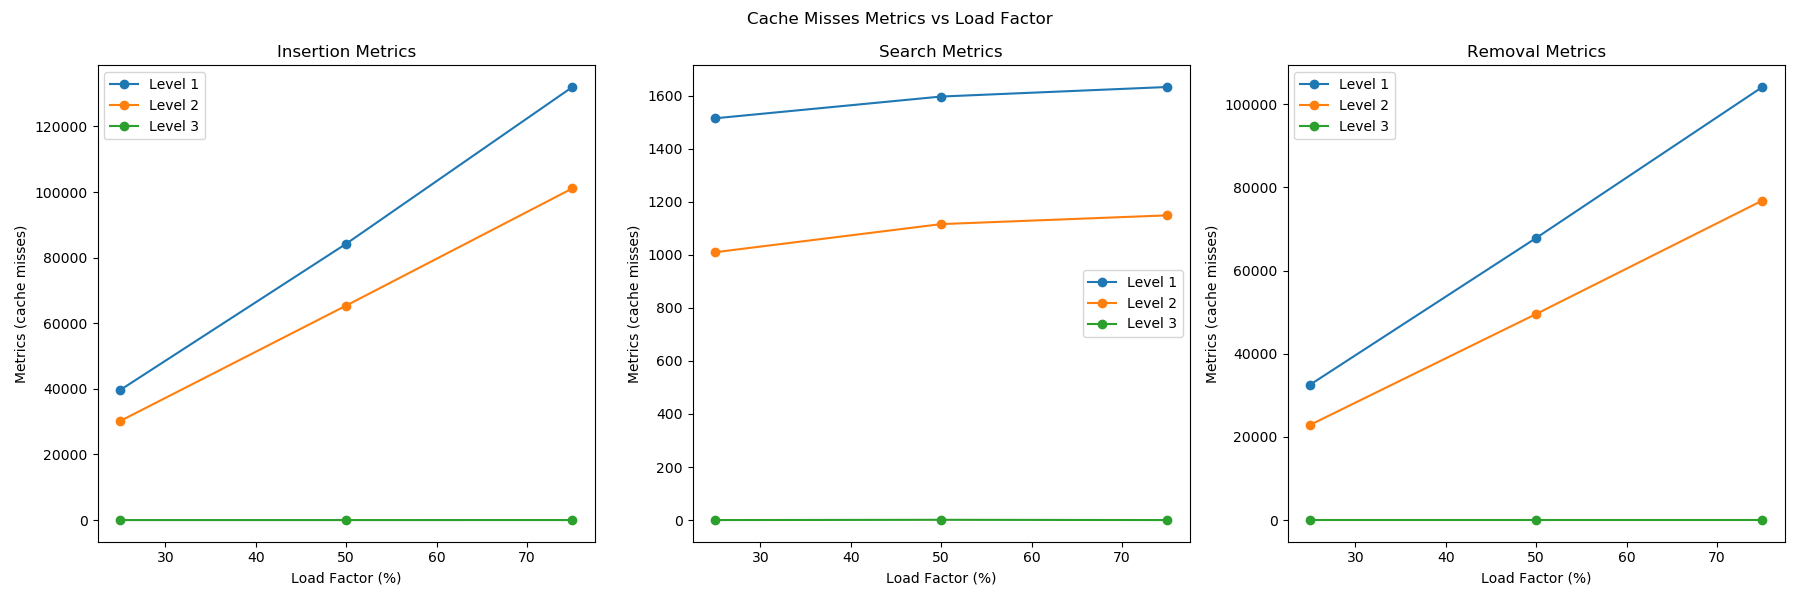 Cache Misses Metrics vs Load Factor
Insertion Metrics
Level 1
Level 2
Level 3
120000
100000
80000
60000
40000
20000
0
Metrics (cache misses)
30
40
50
60
70
Load Factor (%)
Search Metrics
1600
1400
1200
1000
800
600
400
200
0
Metrics (cache misses)
Level 1
Level 2
Level 3
30
40
50
60
70
Load Factor (%)
Removal Metrics
Level 1
Level 2
Level 3
100000
80000
60000
40000
20000
0
Metrics (cache misses)
30
40
50
60
70
Load Factor (%)